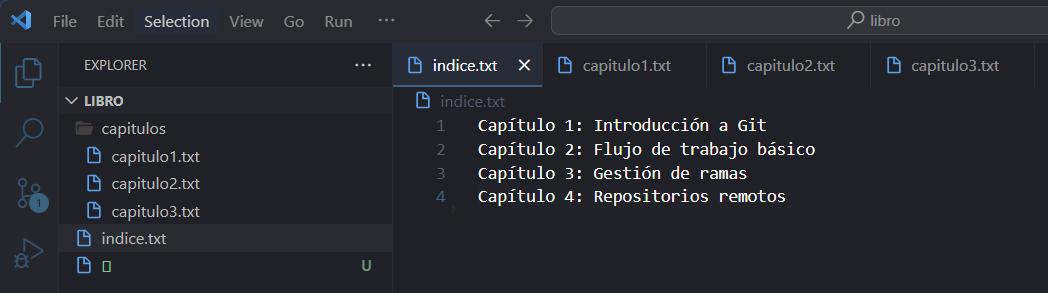 File Edit Selection View Go Run ··· libro
EXPLORER ···
indice.txt capitulo1.txt capitulo2.txt capitulo3.txt
LIBRO
capitulos
capitulo1.txt
capitulo2.txt
capitulo3.txt
indice.txt
U
1
indice.txt
1 Capítulo 1: Introducción a Git
2 Capítulo 2: Flujo de trabajo básico
3 Capítulo 3: Gestión de ramas
4 Capítulo 4: Repositorios remotos